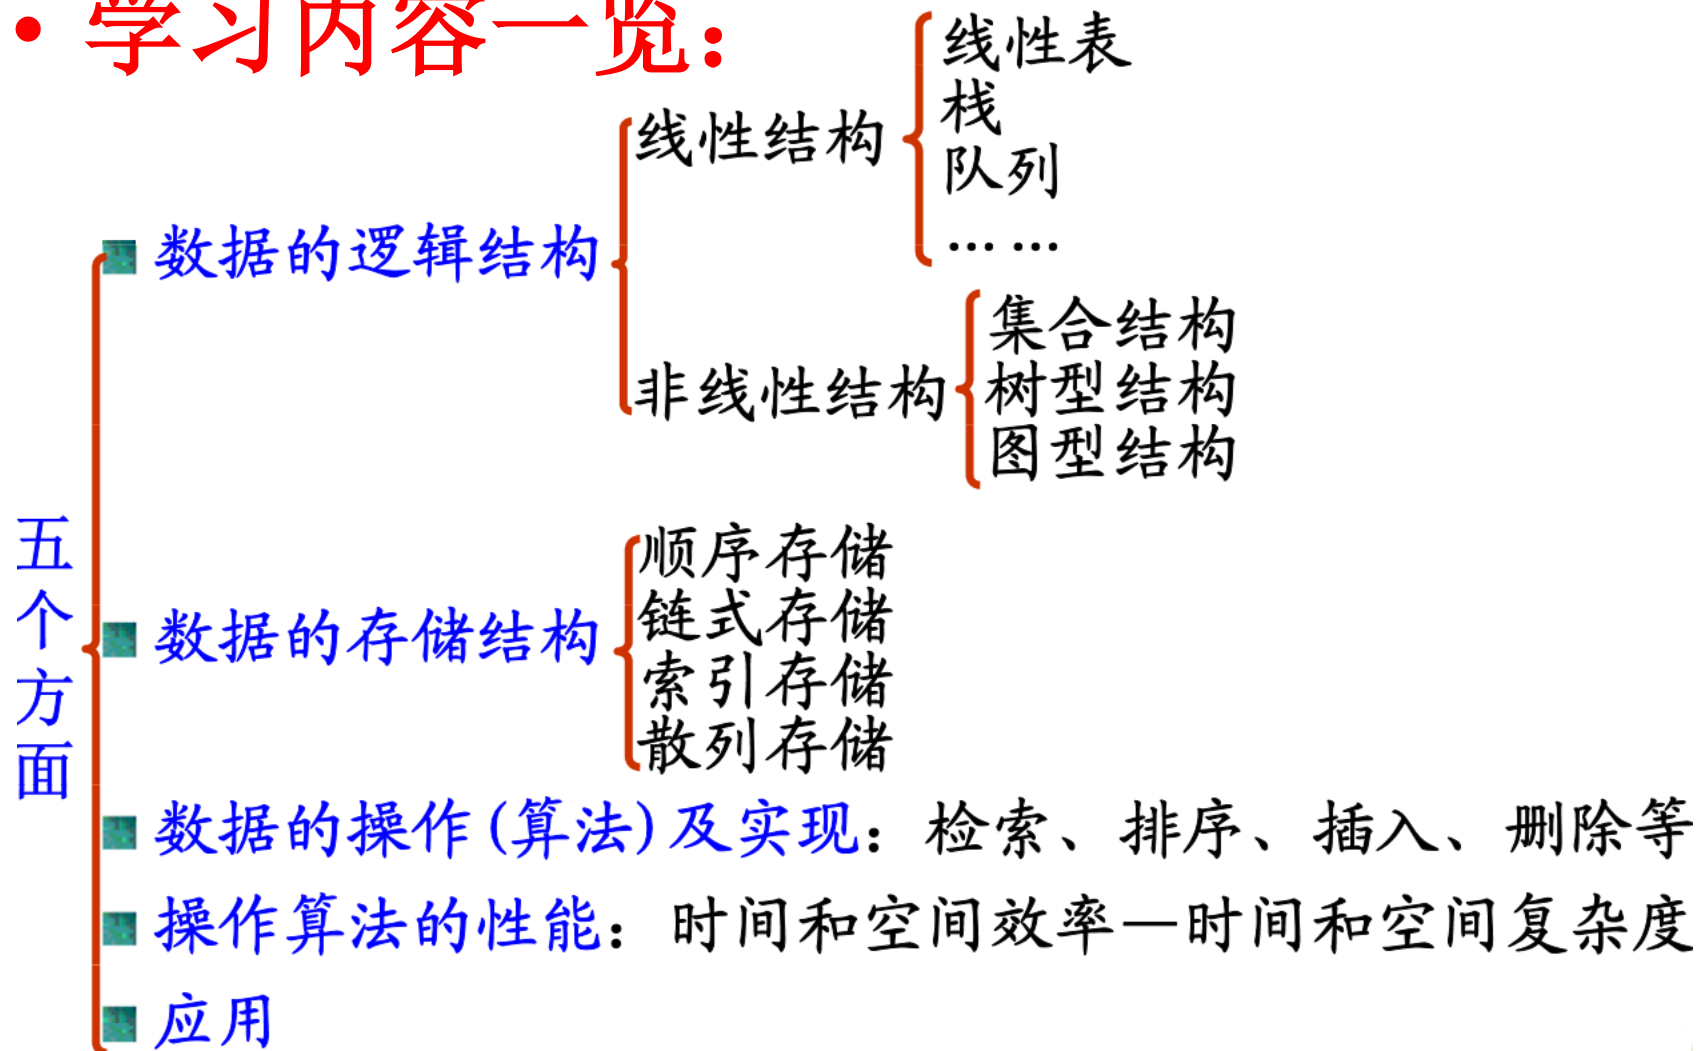 • 学习内容一览：
数据的逻辑结构
线性结构
线性表
栈
队列
… …
非线性结构
集合结构
树型结构
图型结构
五个方面
数据的存储结构
顺序存储
链式存储
索引存储
散列存储
数据的操作(算法)及实现：检索、排序、插入、删除等
操作算法的性能：时间和空间效率—时间和空间复杂度
应用